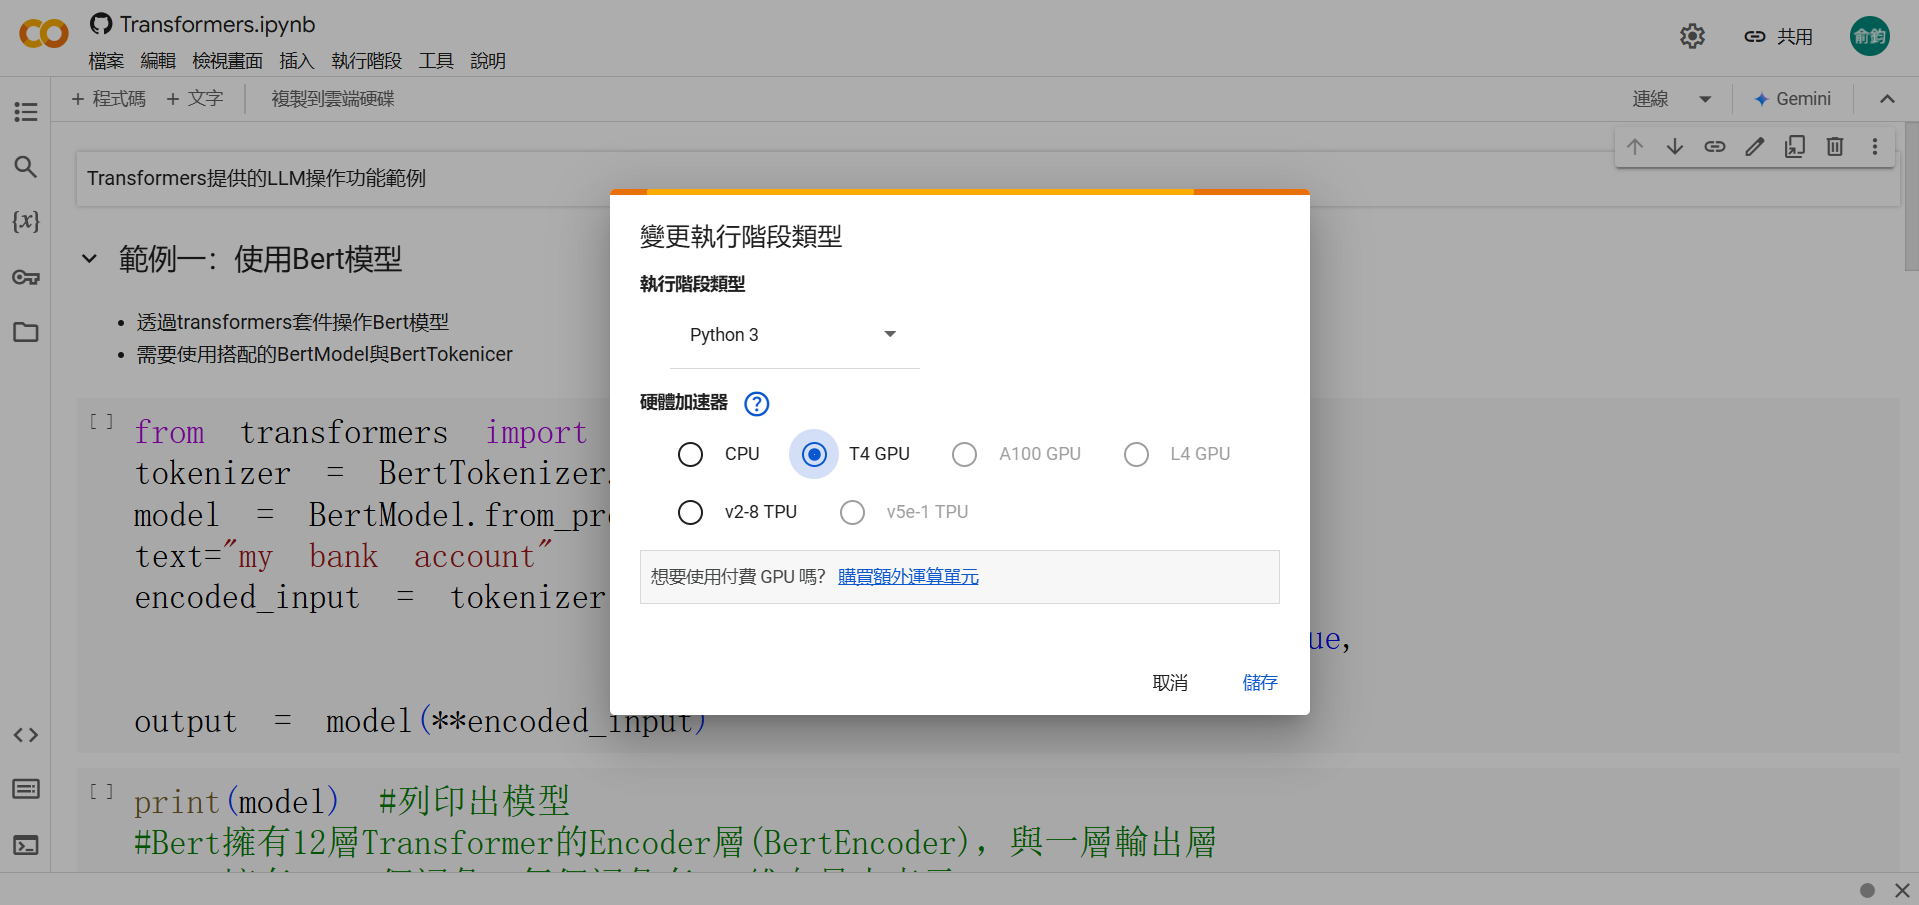 Transformers.ipynb
檔案 編輯 檢視畫面 插入 執行階段 工具 說明
共用
俞鈞
+ 程式碼 + 文字 複製到雲端硬碟
連線
Gemini
Transformers提供的LLM操作功能範例
範例一：使用Bert模型
透過transformers套件操作Bert模型
需要使用搭配的BertModel與BertTokenicer
[ ] from transformers import
tokenizer = BertTokenizer
model = BertModel.from_pre
text="my bank account"
encoded_input = tokenizer
ue,
output = model(**encoded_input)
[ ] print(model) #列印出模型
#Bert擁有12層Transformer的Encoder層(BertEncoder)，與一層輸出層
變更執行階段類型
執行階段類型
Python 3
硬體加速器 ?
CPU T4 GPU A100 GPU L4 GPU
v2-8 TPU v5e-1 TPU
想要使用付費 GPU 嗎？ 購買額外運算單元
取消 儲存